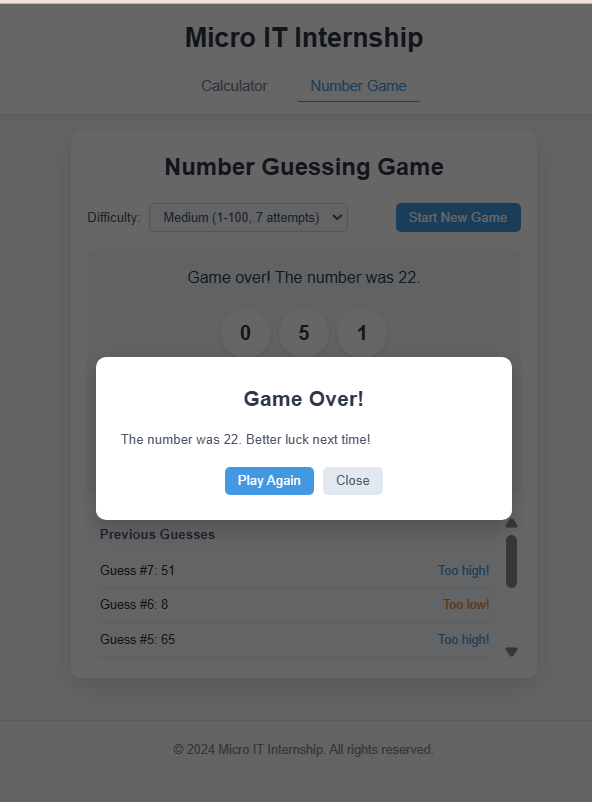 Micro IT Internship
Calculator Number Game
Number Guessing Game
Difficulty: Medium (1-100, 7 attempts) Start New Game
Game over! The number was 22.
0 5 1
Game Over!
The number was 22. Better luck next time!
Play Again Close
Previous Guesses
Guess #7: 51 Too high!
Guess #6: 8 Too low!
Guess #5: 65 Too high!
© 2024 Micro IT Internship. All rights reserved.